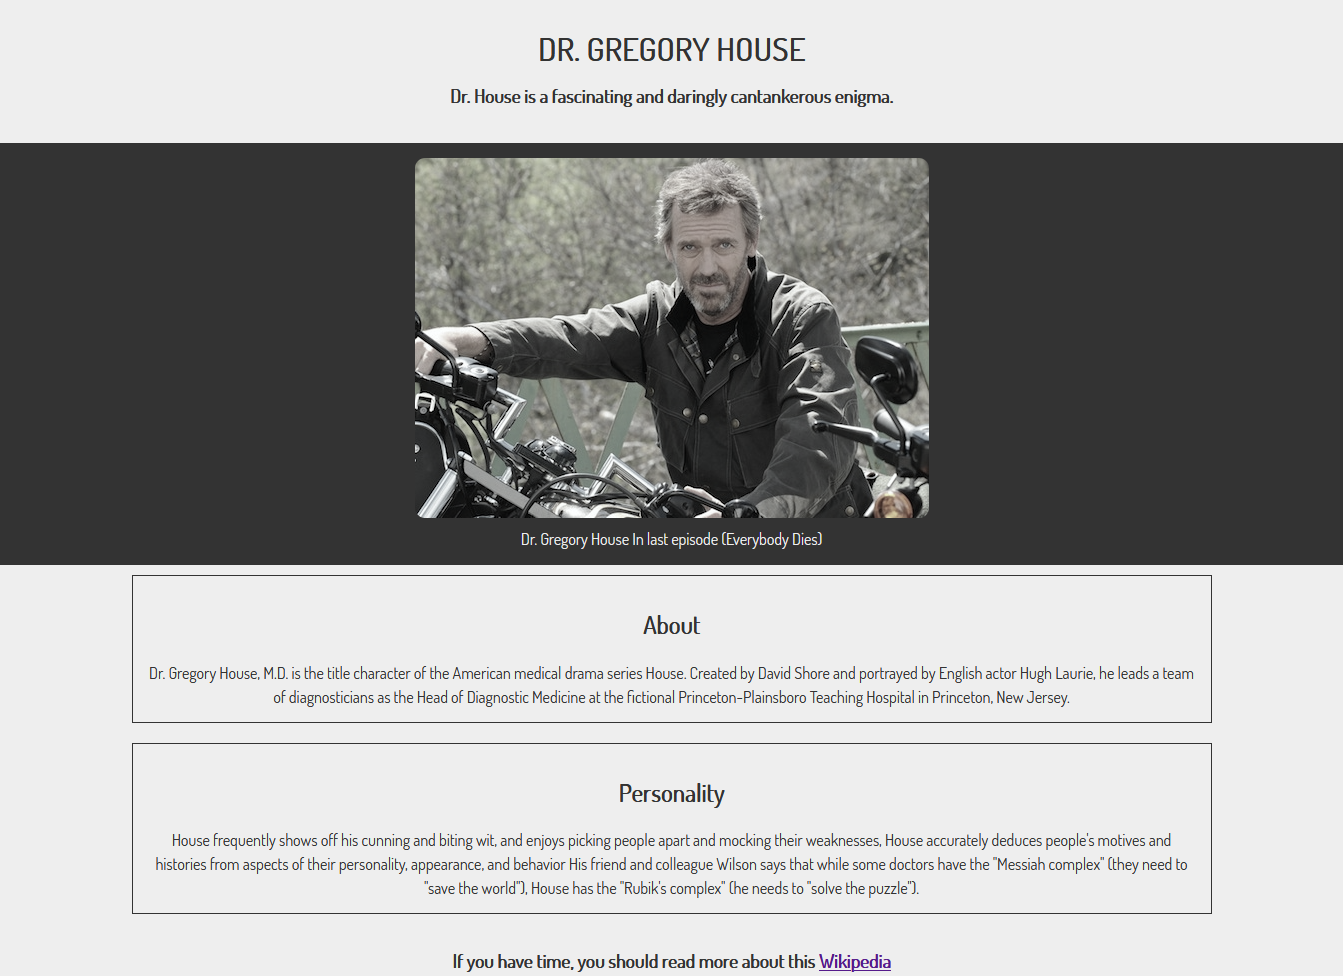 DR. GREGORY HOUSE
Dr. House is a fascinating and daringly cantankerous enigma.
Dr. Gregory House In last episode (Everybody Dies)
About
Dr. Gregory House, M.D. is the title character of the American medical drama series House. Created by David Shore and portrayed by English actor Hugh Laurie, he leads a team
of diagnosticians as the Head of Diagnostic Medicine at the fictional Princeton-Plainsboro Teaching Hospital in Princeton, New Jersey.
Personality
House frequently shows off his cunning and biting wit, and enjoys picking people apart and mocking their weaknesses, House accurately deduces people's motives and
histories from aspects of their personality, appearance, and behavior His friend and colleague Wilson says that while some doctors have the "Messiah complex" (they need to
"save the world"), House has the "Rubik's complex" (he needs to "solve the puzzle").
If you have time, you should read more about this Wikipedia